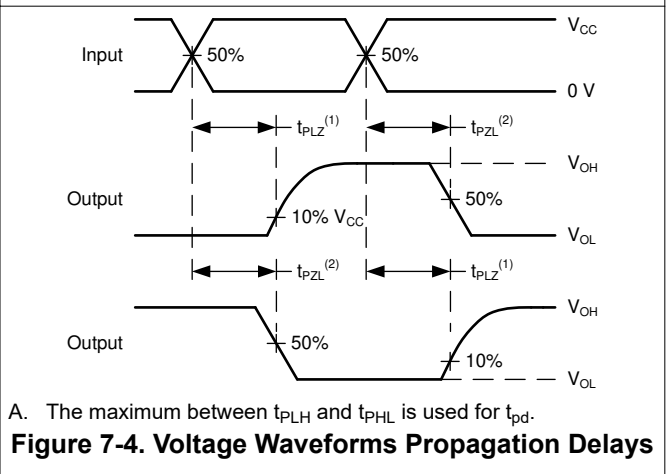 V_CC
Input
50%
50%
0 V
t_PLZ^(1)
t_PZL^(2)
V_OH
Output
50%
10% V_CC
V_OL
t_PZL^(2)
t_PLZ^(1)
V_OH
Output
50%
10%
V_OL
A. The maximum between t_PLH and t_PHL is used for t_pd.
Figure 7-4. Voltage Waveforms Propagation Delays